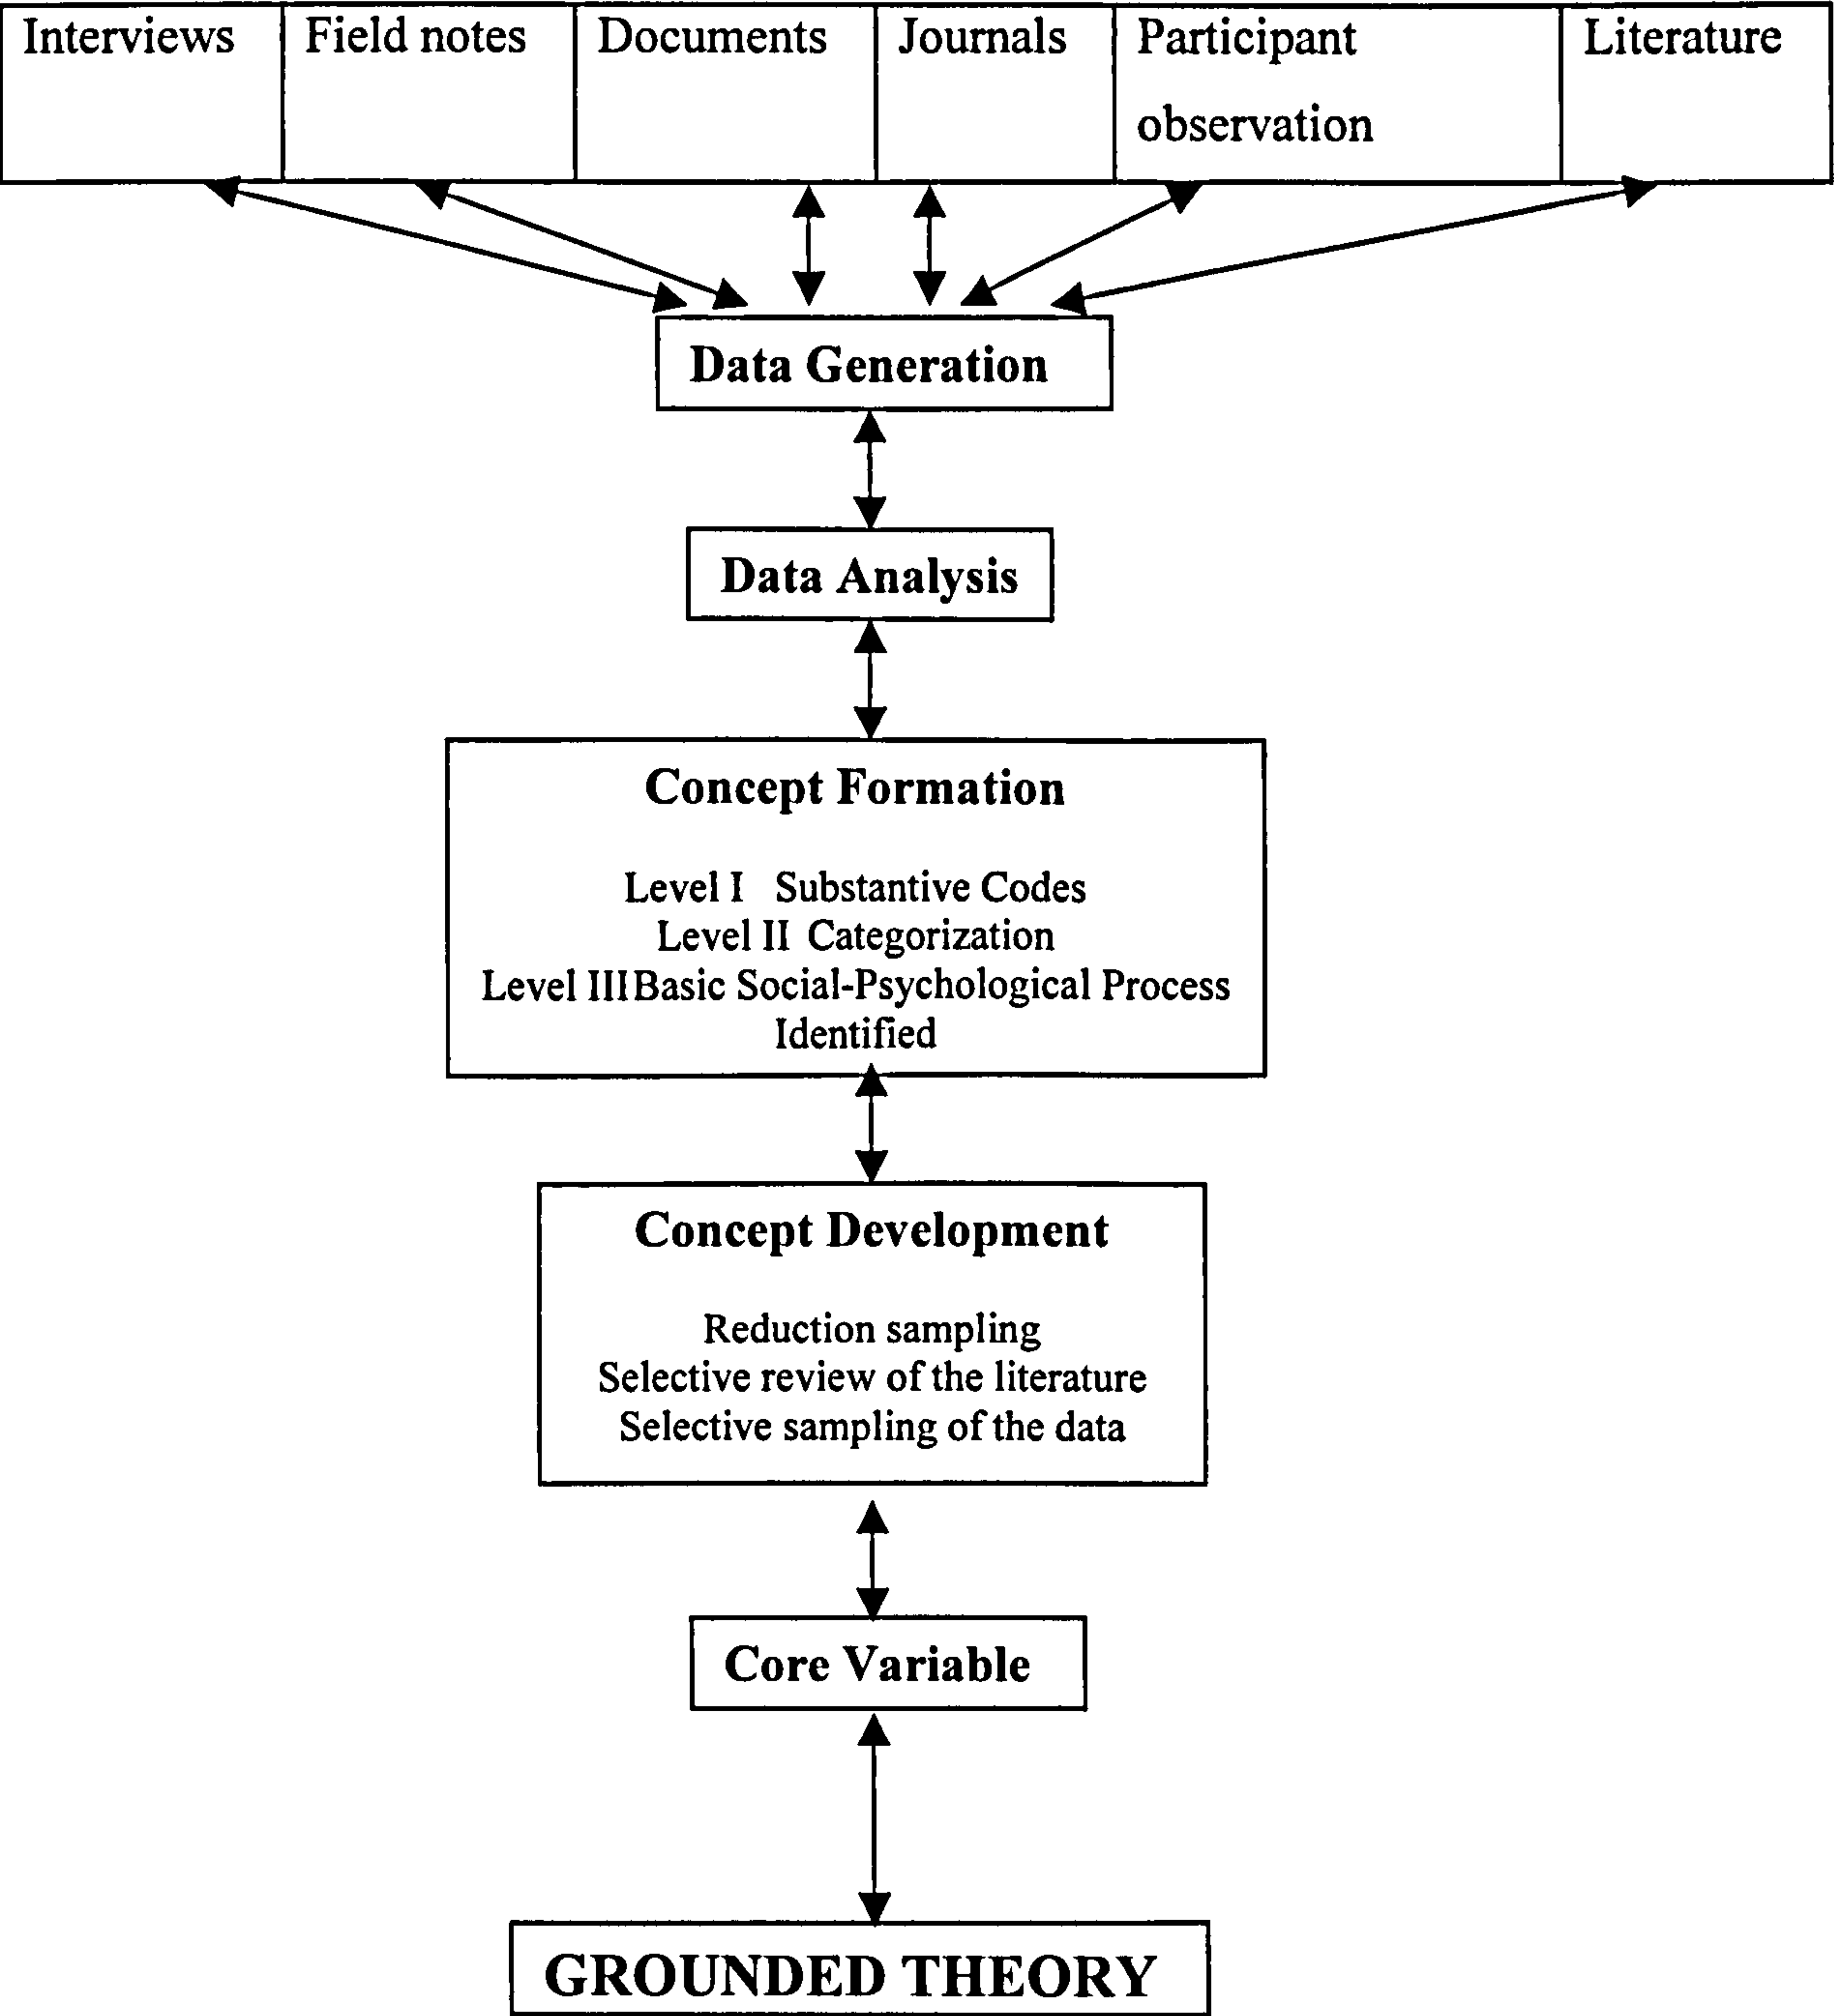 Interviews Field notes Documents Journals Participant Literature
observation
Data Generation
Data Analysis
Concept Formation
Level I Substantive Codes
Level II Categorization
Level III Basic Social-Psychological Process
Identified
Concept Development
Reduction sampling
Selective review of the literature
Selective sampling of the data
Core Variable
GROUNDED THEORY